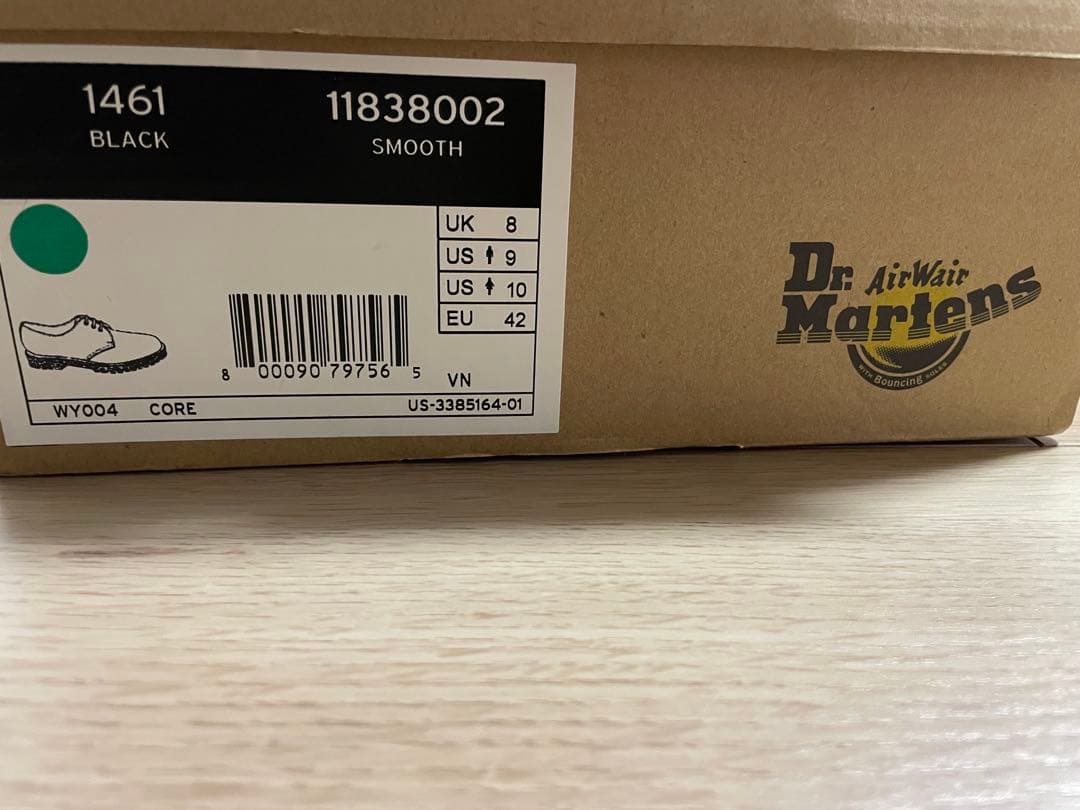 1461
BLACK
11838002
SMOOTH
UK 8
US 9
US 10
EU 42
8 00090 79756 5
VN
WY004 CORE
US-3385164-01
Dr. AirWair
Martens
WITH Bouncing SOLES